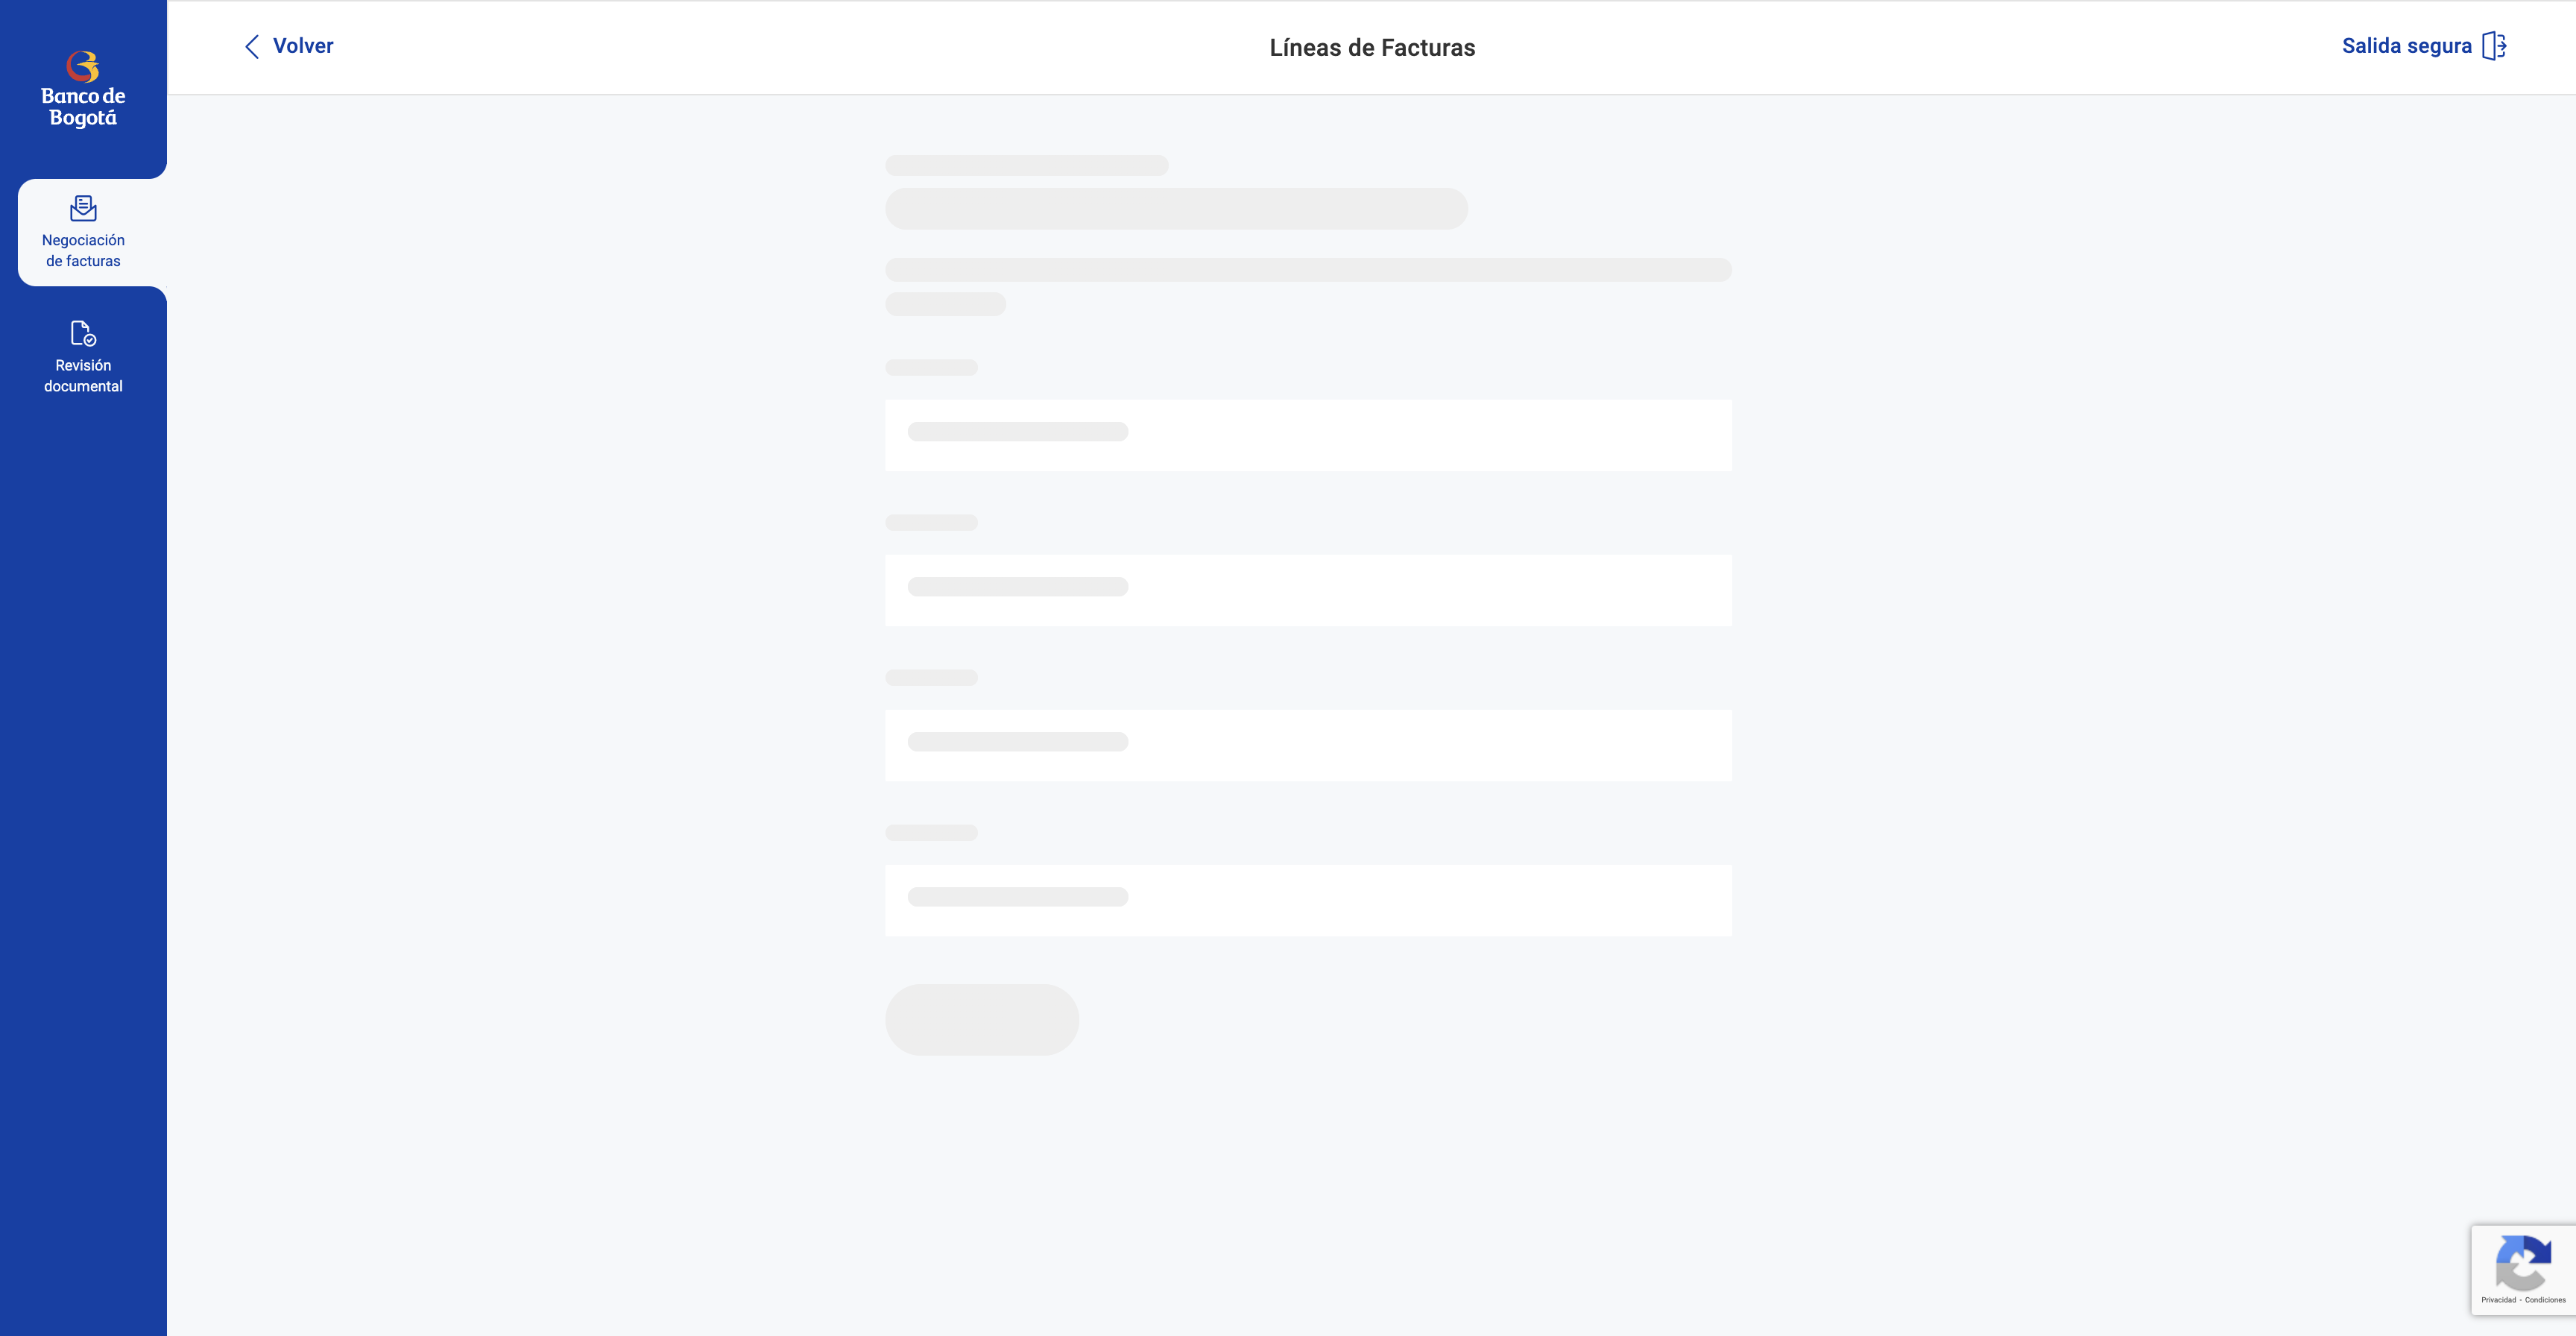 Volver
Líneas de Facturas
Salida segura
Banco de
Bogotá
Negociación
de facturas
Revisión
documental
Privacidad - Condiciones